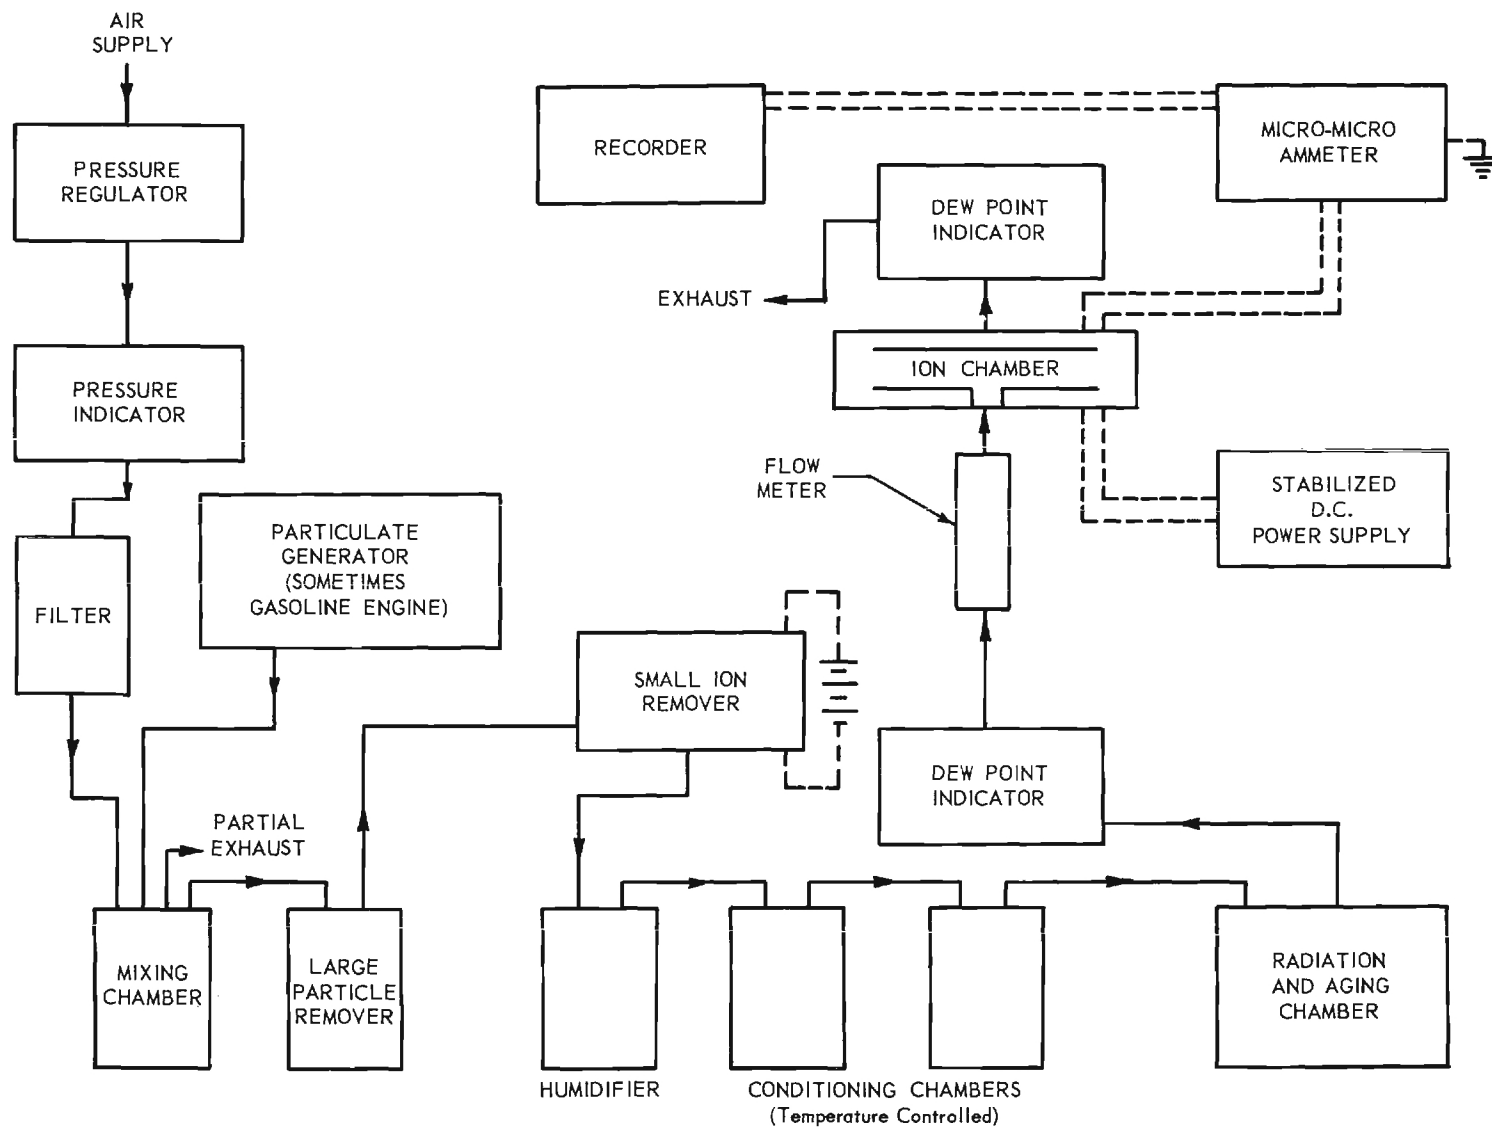 AIR
SUPPLY
PRESSURE
REGULATOR
RECORDER
MICRO-MICRO
AMMETER
DEW POINT
INDICATOR
EXHAUST
PRESSURE
INDICATOR
ION CHAMBER
FLOW
METER
STABILIZED
D.C.
POWER SUPPLY
PARTICULATE
GENERATOR
(SOMETIMES
GASOLINE ENGINE)
FILTER
SMALL ION
REMOVER
DEW POINT
INDICATOR
PARTIAL
EXHAUST
MIXING
CHAMBER
LARGE
PARTICLE
REMOVER
RADIATION
AND AGING
CHAMBER
HUMIDIFIER
CONDITIONING CHAMBERS
(Temperature Controlled)